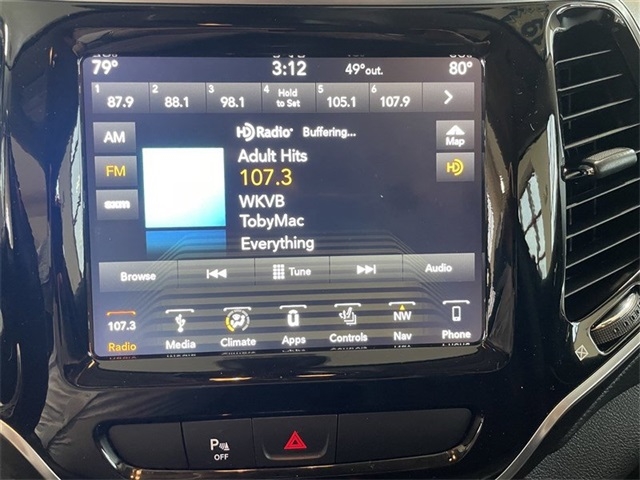 79° 3:12 49°out. 80°
1 87.9 2 88.1 3 98.1 4 Hold to Set 5 105.1 6 107.9
AM HD Radio Buffering... Map
FM Adult Hits HD
107.3
sxm WKVB
TobyMac
Everything
Browse Tune Audio
107.3 NW
Radio Media Climate Apps Controls Nav Phone
P OFF